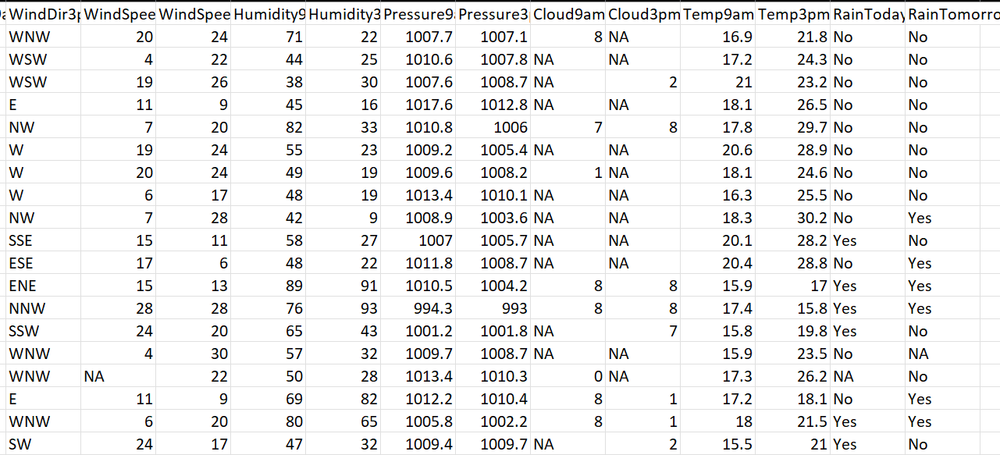 WindDir3p WindSpee WindSpee Humidity9 Humidity3 Pressure9 Pressure3 Cloud9am Cloud3pm Temp9am Temp3pm RainToday RainTomorro
WNW 20 24 71 22 1007.7 1007.1 8 NA 16.9 21.8 No No
WSW 4 22 44 25 1010.6 1007.8 NA NA 17.2 24.3 No No
WSW 19 26 38 30 1007.6 1008.7 NA 2 21 23.2 No No
E 11 9 45 16 1017.6 1012.8 NA NA 18.1 26.5 No No
NW 7 20 82 33 1010.8 1006 7 8 17.8 29.7 No No
W 19 24 55 23 1009.2 1005.4 NA NA 20.6 28.9 No No
W 20 24 49 19 1009.6 1008.2 1 NA 18.1 24.6 No No
W 6 17 48 19 1013.4 1010.1 NA NA 16.3 25.5 No No
NW 7 28 42 9 1008.9 1003.6 NA NA 18.3 30.2 No Yes
SSE 15 11 58 27 1007 1005.7 NA NA 20.1 28.2 Yes No
ESE 17 6 48 22 1011.8 1008.7 NA NA 20.4 28.8 No Yes
ENE 15 13 89 91 1010.5 1004.2 8 8 15.9 17 Yes Yes
NNW 28 28 76 93 994.3 993 8 8 17.4 15.8 Yes Yes
SSW 24 20 65 43 1001.2 1001.8 NA 7 15.8 19.8 Yes No
WNW 4 30 57 32 1009.7 1008.7 NA NA 15.9 23.5 No NA
WNW NA 22 50 28 1013.4 1010.3 0 NA 17.3 26.2 NA No
E 11 9 69 82 1012.2 1010.4 8 1 17.2 18.1 No Yes
WNW 6 20 80 65 1005.8 1002.2 8 1 18 21.5 Yes Yes
SW 24 17 47 32 1009.4 1009.7 NA 2 15.5 21 Yes No